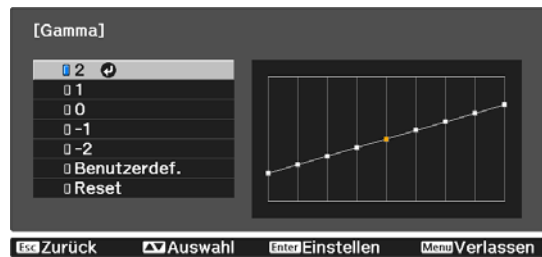 [Gamma]
2
1
0
-1
-2
Benutzerdef.
Reset
Esc Zurück Auswahl Enter Einstellen Menu Verlassen